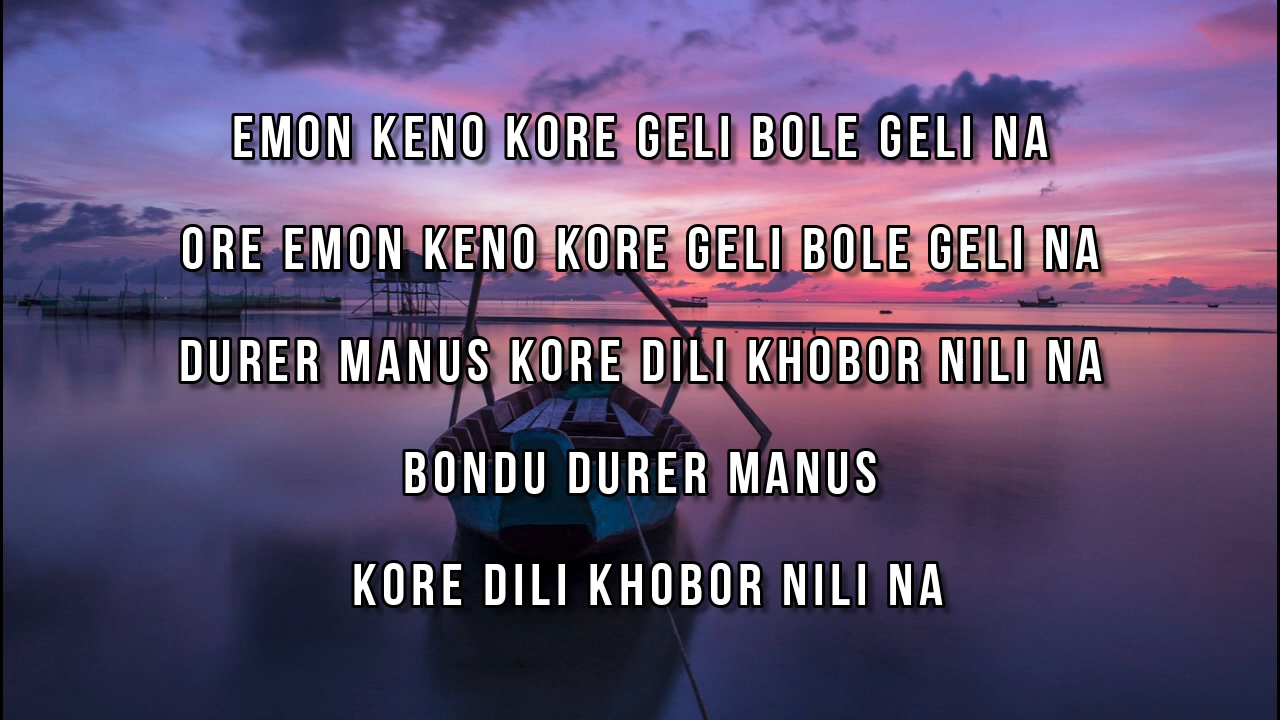 EMON KENO KORE GELI BOLE GELI NA
ORE EMON KENO KORE GELI BOLE GELI NA
DURER MANUS KORE DILI KHOBOR NILI NA
BONDU DURER MANUS
KORE DILI KHOBOR NILI NA